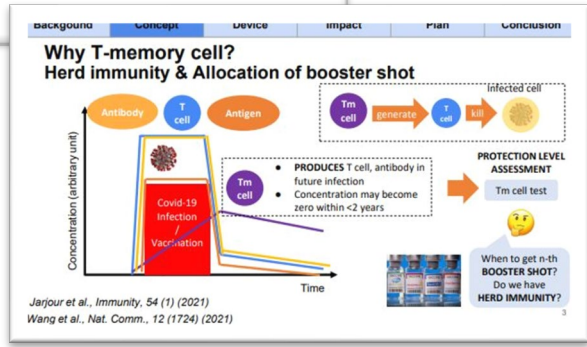 Background
Concept
Device
Impact
Plan
Conclusion
Why T-memory cell?
Herd immunity & Allocation of booster shot
Antibody
T
cell
Antigen
Tm
cell
generate
T
cell
kill
Infected cell
Concentration (arbitrary unit)
Covid-19
Infection
/
Vaccination
Tm
cell
• PRODUCES T cell, antibody in
future infection
• Concentration may become
zero within <2 years
Time
PROTECTION LEVEL
ASSESSMENT
Tm cell test
When to get n-th
BOOSTER SHOT?
Do we have
HERD IMMUNITY?
Jarjour et al., Immunity, 54 (1) (2021)
Wang et al., Nat. Comm., 12 (1724) (2021)
3